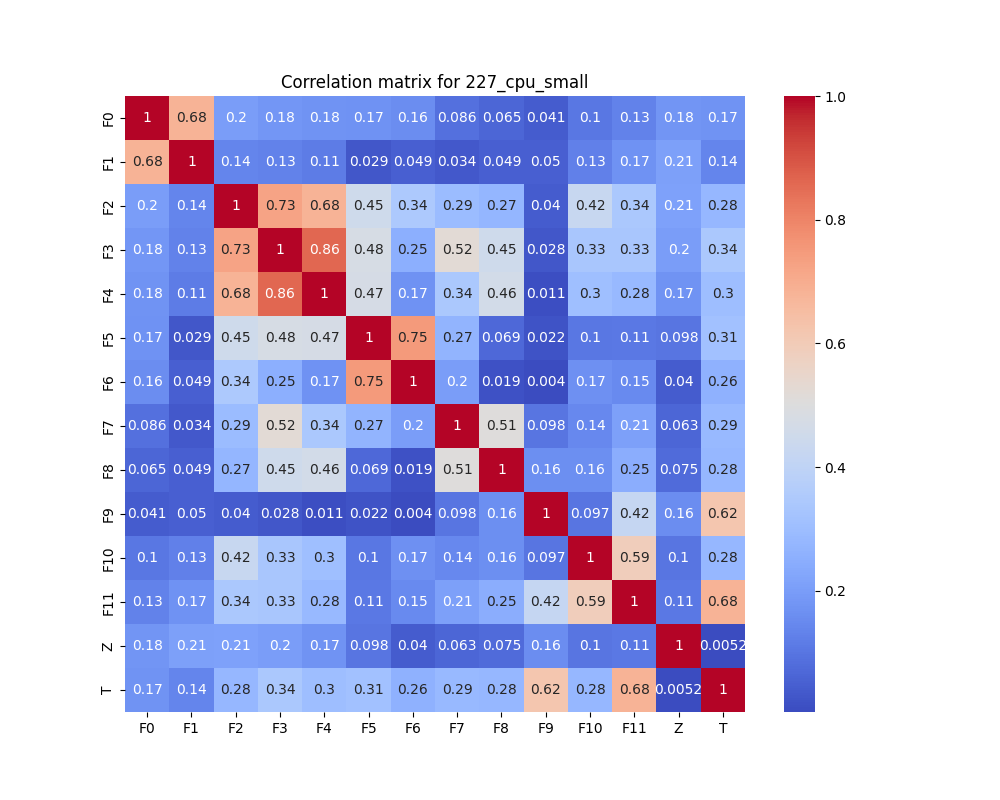 Correlation matrix for 227_cpu_small
F0 1 0.68 0.2 0.18 0.18 0.17 0.16 0.086 0.065 0.041 0.1 0.13 0.18 0.17
F1 0.68 1 0.14 0.13 0.11 0.029 0.049 0.034 0.049 0.05 0.13 0.17 0.21 0.14
F2 0.2 0.14 1 0.73 0.68 0.45 0.34 0.29 0.27 0.04 0.42 0.34 0.21 0.28
F3 0.18 0.13 0.73 1 0.86 0.48 0.25 0.52 0.45 0.028 0.33 0.33 0.2 0.34
F4 0.18 0.11 0.68 0.86 1 0.47 0.17 0.34 0.46 0.011 0.3 0.28 0.17 0.3
F5 0.17 0.029 0.45 0.48 0.47 1 0.75 0.27 0.069 0.022 0.1 0.11 0.098 0.31
F6 0.16 0.049 0.34 0.25 0.17 0.75 1 0.2 0.019 0.004 0.17 0.15 0.04 0.26
F7 0.086 0.034 0.29 0.52 0.34 0.27 0.2 1 0.51 0.098 0.14 0.21 0.063 0.29
F8 0.065 0.049 0.27 0.45 0.46 0.069 0.019 0.51 1 0.16 0.16 0.25 0.075 0.28
F9 0.041 0.05 0.04 0.028 0.011 0.022 0.004 0.098 0.16 1 0.097 0.42 0.16 0.62
F10 0.1 0.13 0.42 0.33 0.3 0.1 0.17 0.14 0.16 0.097 1 0.59 0.1 0.28
F11 0.13 0.17 0.34 0.33 0.28 0.11 0.15 0.21 0.25 0.42 0.59 1 0.11 0.68
Z 0.18 0.21 0.21 0.2 0.17 0.098 0.04 0.063 0.075 0.16 0.1 0.11 1 0.0052
T 0.17 0.14 0.28 0.34 0.3 0.31 0.26 0.29 0.28 0.62 0.28 0.68 0.0052 1
F0 F1 F2 F3 F4 F5 F6 F7 F8 F9 F10 F11 Z T
1.0
0.8
0.6
0.4
0.2